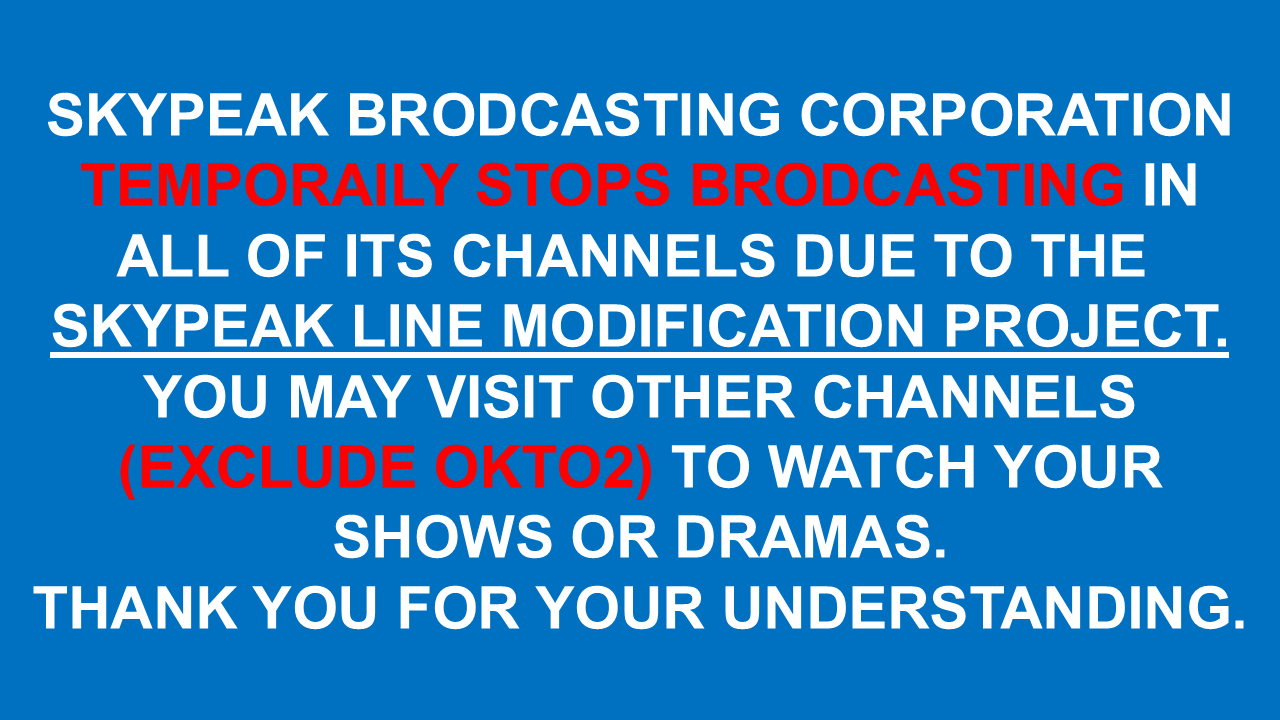 SKYPEAK BRODCASTING CORPORATION
TEMPORAILY STOPS BRODCASTING IN
ALL OF ITS CHANNELS DUE TO THE
SKYPEAK LINE MODIFICATION PROJECT.
YOU MAY VISIT OTHER CHANNELS
(EXCLUDE OKTO2) TO WATCH YOUR
SHOWS OR DRAMAS.
THANK YOU FOR YOUR UNDERSTANDING.